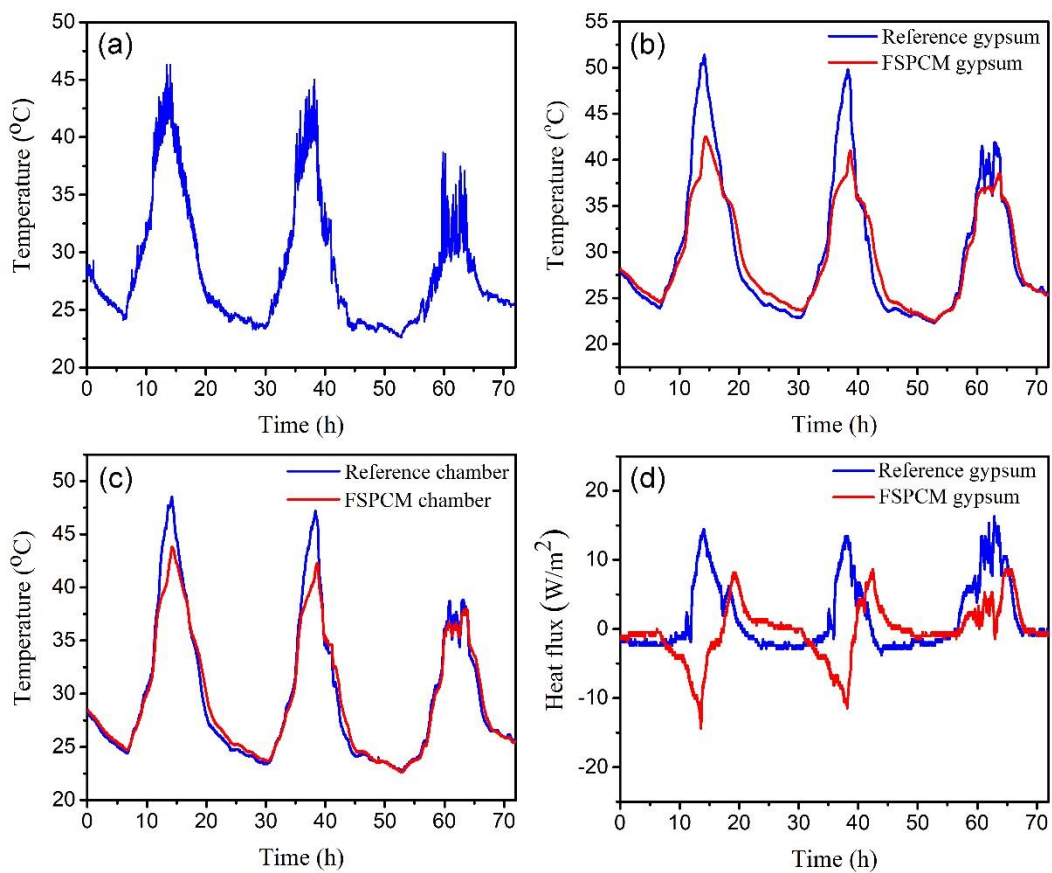 (a)
50
45
40
35
30
25
20
Temperature (°C)
0 10 20 30 40 50 60 70
Time (h)
(b)
Reference gypsum
FSPCM gypsum
55
50
45
40
35
30
25
20
Temperature (°C)
0 10 20 30 40 50 60 70
Time (h)
(c)
Reference chamber
FSPCM chamber
50
45
40
35
30
25
20
Temperature (°C)
0 10 20 30 40 50 60 70
Time (h)
(d)
Reference gypsum
FSPCM gypsum
20
10
0
-10
-20
Heat flux (W/m²)
0 10 20 30 40 50 60 70
Time (h)